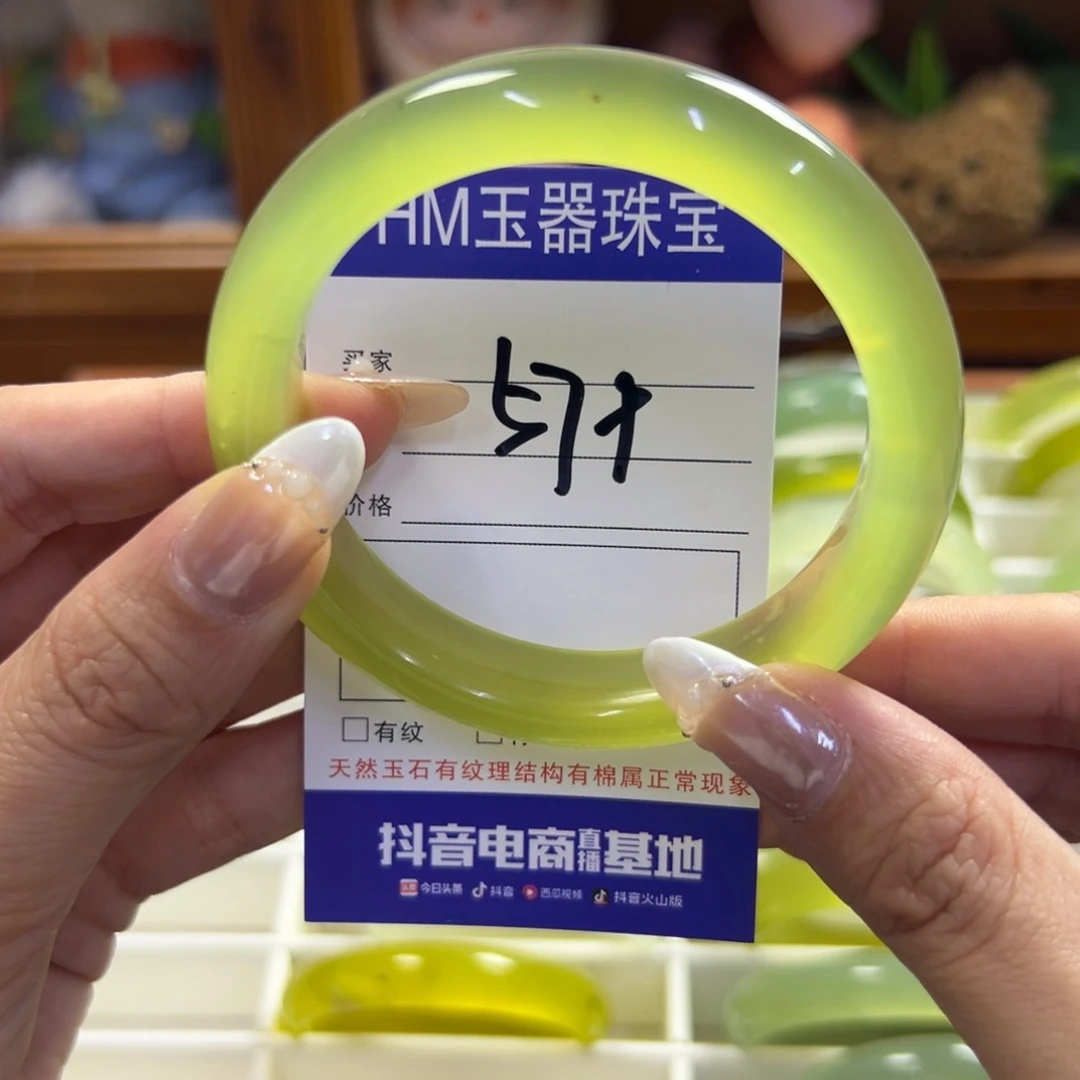 HM玉器珠宝
买家
价格
有纹
天然玉石有纹理结构有棉属正常现象
抖音电商直播基地
今日头条 抖音 西瓜视频 抖音火山版